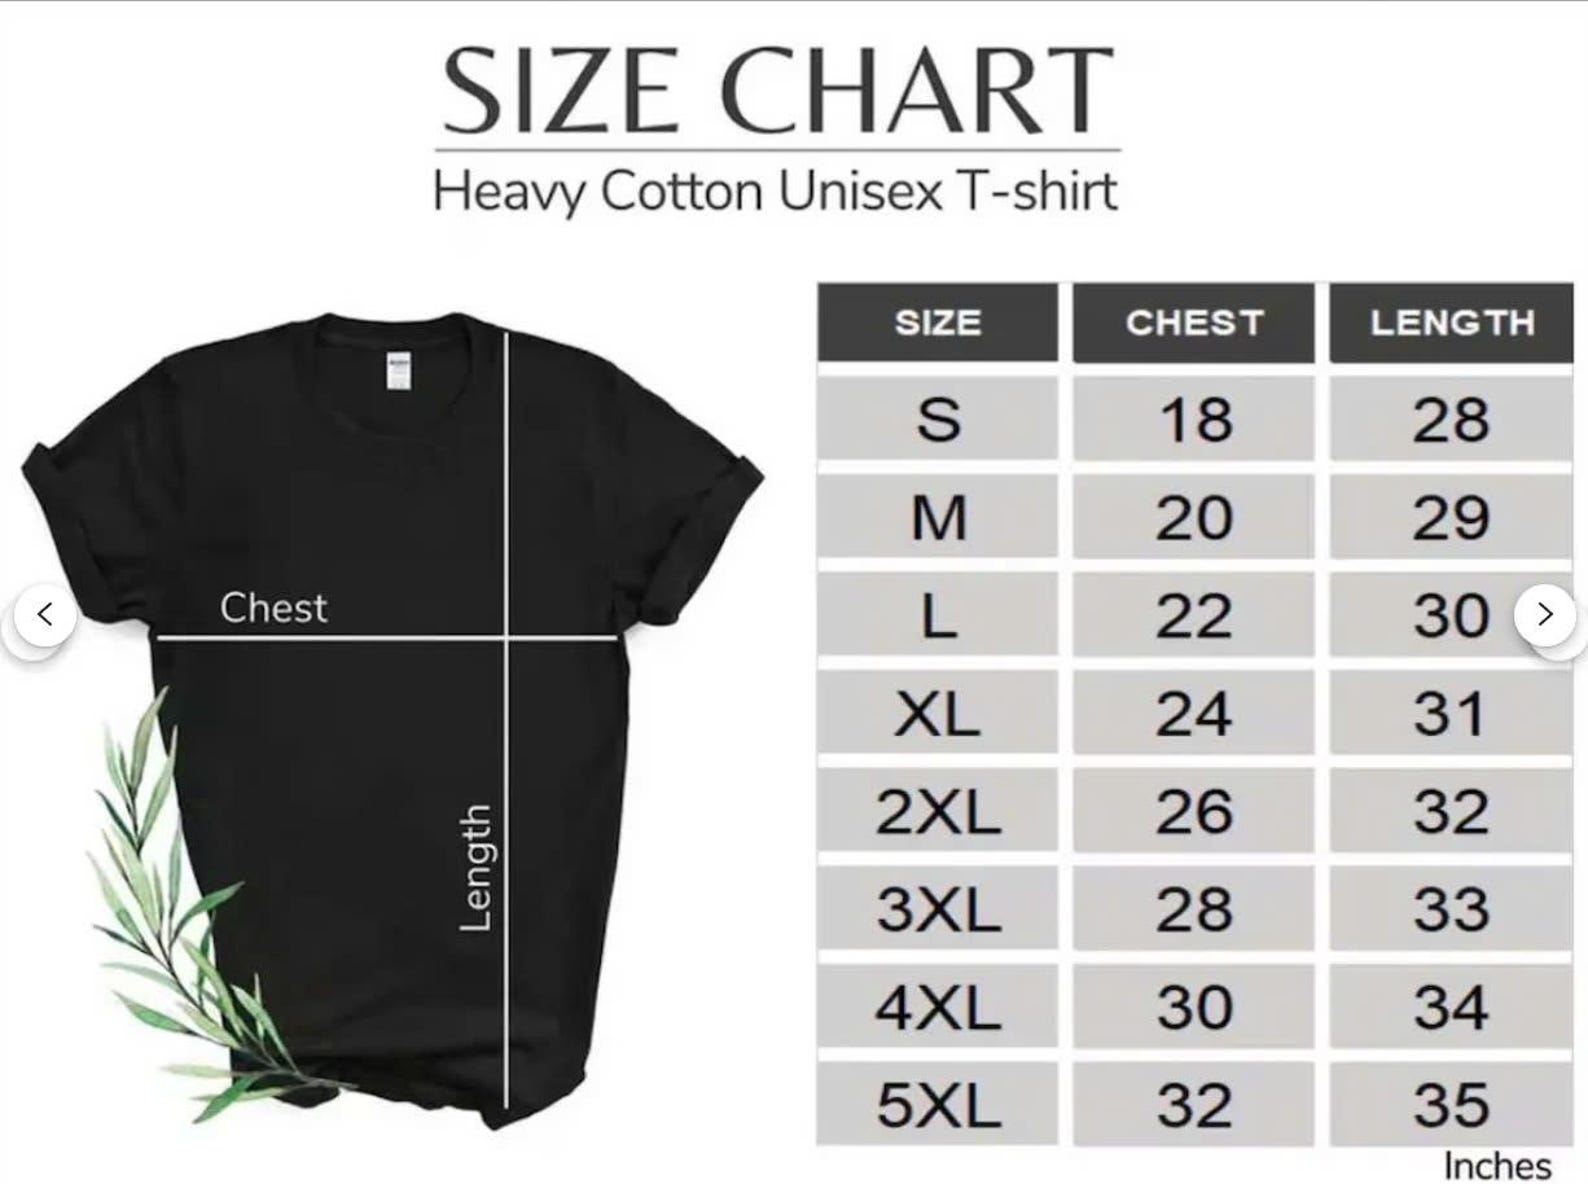 SIZE CHART
Heavy Cotton Unisex T-shirt
Chest
Length
SIZE CHEST LENGTH
S 18 28
M 20 29
L 22 30
XL 24 31
2XL 26 32
3XL 28 33
4XL 30 34
5XL 32 35
Inches